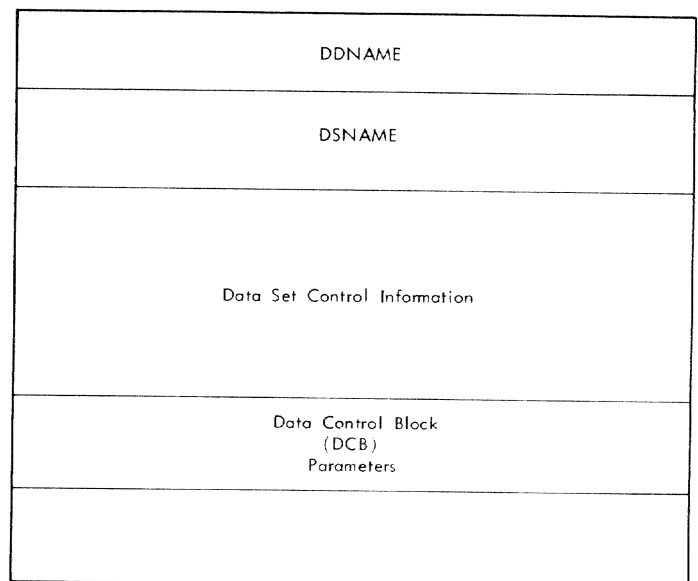 DDNAME
DSNAME
Data Set Control Information
Data Control Block
(DCB)
Parameters